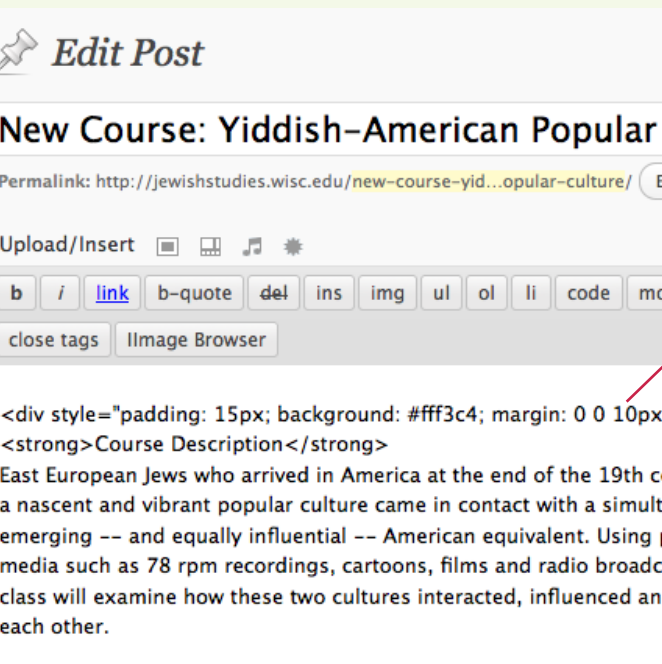 Edit Post
New Course: Yiddish-American Popular
Permalink: http://jewishstudies.wisc.edu/new-course-yid...opular-culture/
Upload/Insert
b i link b-quote del ins img ul ol li code
close tags IImage Browser
<div style="padding: 15px; background: #fff3c4; margin: 0 0 10px
<strong>Course Description</strong>
East European Jews who arrived in America at the end of the 19th
a nascent and vibrant popular culture came in contact with a
emerging -- and equally influential -- American equivalent. Using
media such as 78 rpm recordings, cartoons, films and radio
class will examine how these two cultures interacted, influenced
each other.